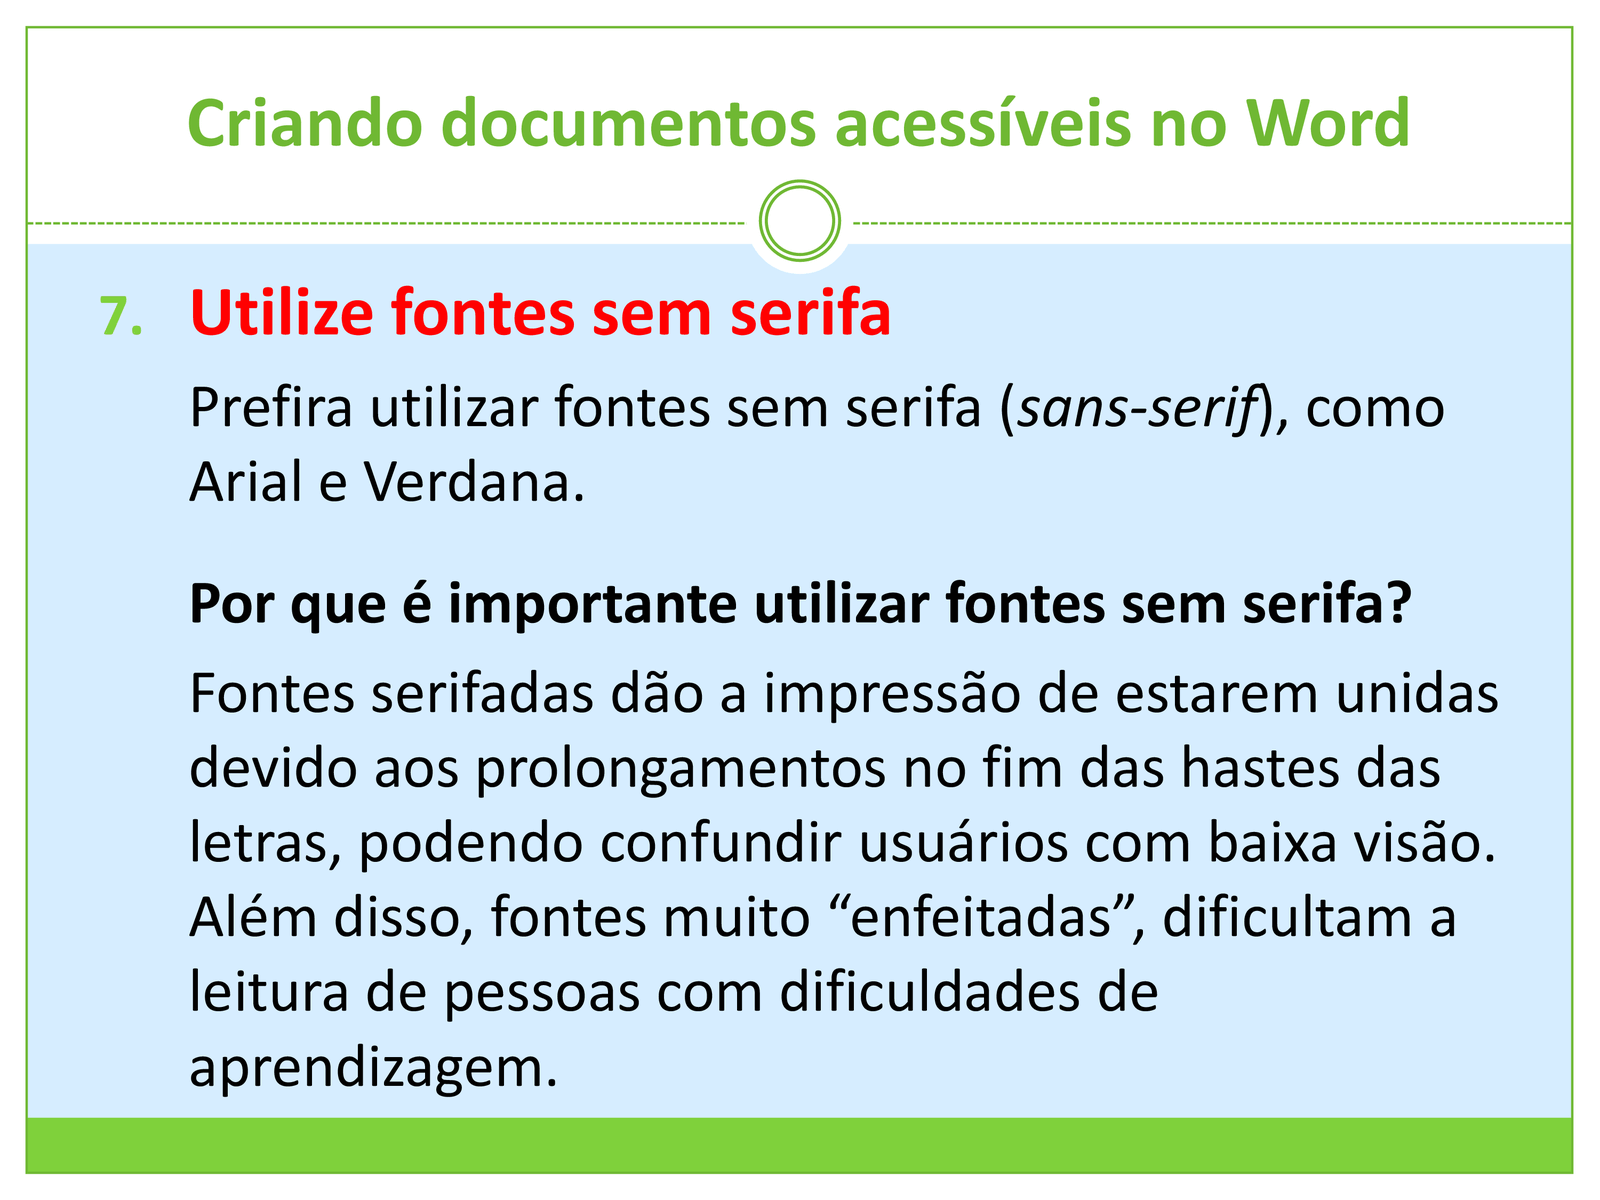 Criando documentos acessíveis no Word
7. Utilize fontes sem serifa
Prefira utilizar fontes sem serifa (sans-serif), como
Arial e Verdana.
Por que é importante utilizar fontes sem serifa?
Fontes serifadas dão a impressão de estarem unidas
devido aos prolongamentos no fim das hastes das
letras, podendo confundir usuários com baixa visão.
Além disso, fontes muito “enfeitadas”, dificultam a
leitura de pessoas com dificuldades de
aprendizagem.